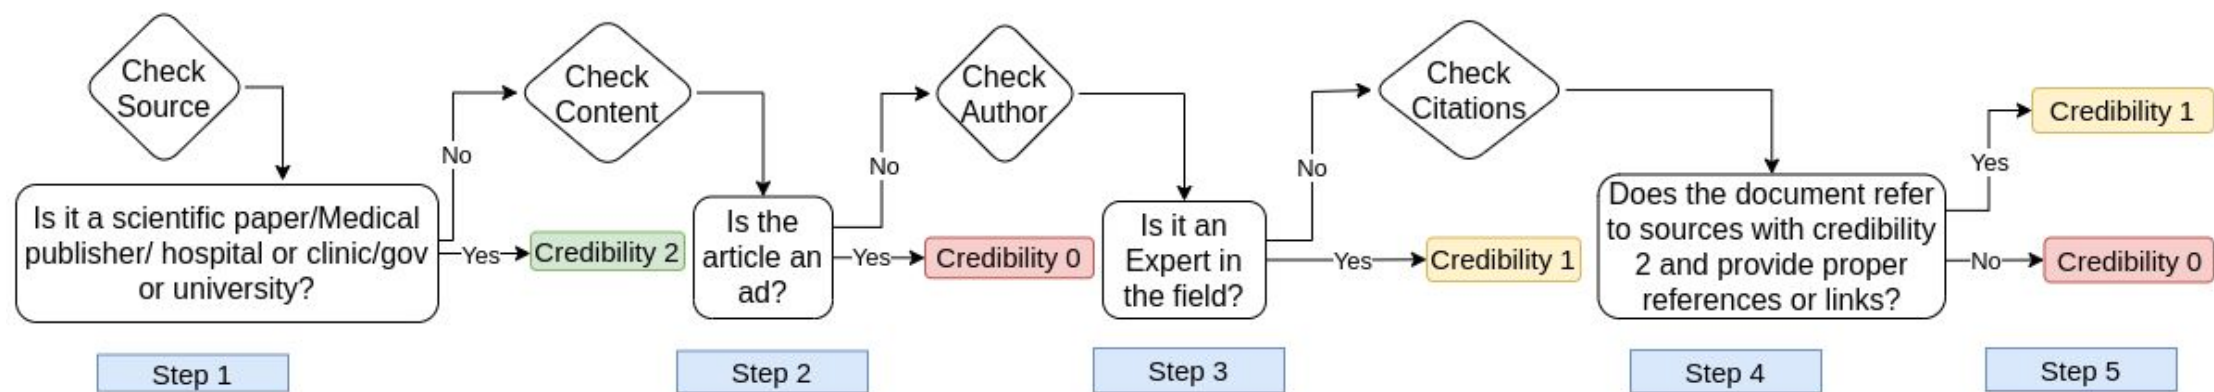 Check
Source
Is it a scientific paper/Medical
publisher/ hospital or clinic/gov
or university?
No
Yes
Credibility 2
Step 1
Check
Content
Is the
article an
ad?
No
Yes
Credibility 0
Step 2
Check
Author
Is it an
Expert in
the field?
No
Yes
Credibility 1
Step 3
Check
Citations
Does the document refer
to sources with credibility
2 and provide proper
references or links?
Step 4
Yes
Credibility 1
No
Credibility 0
Step 5